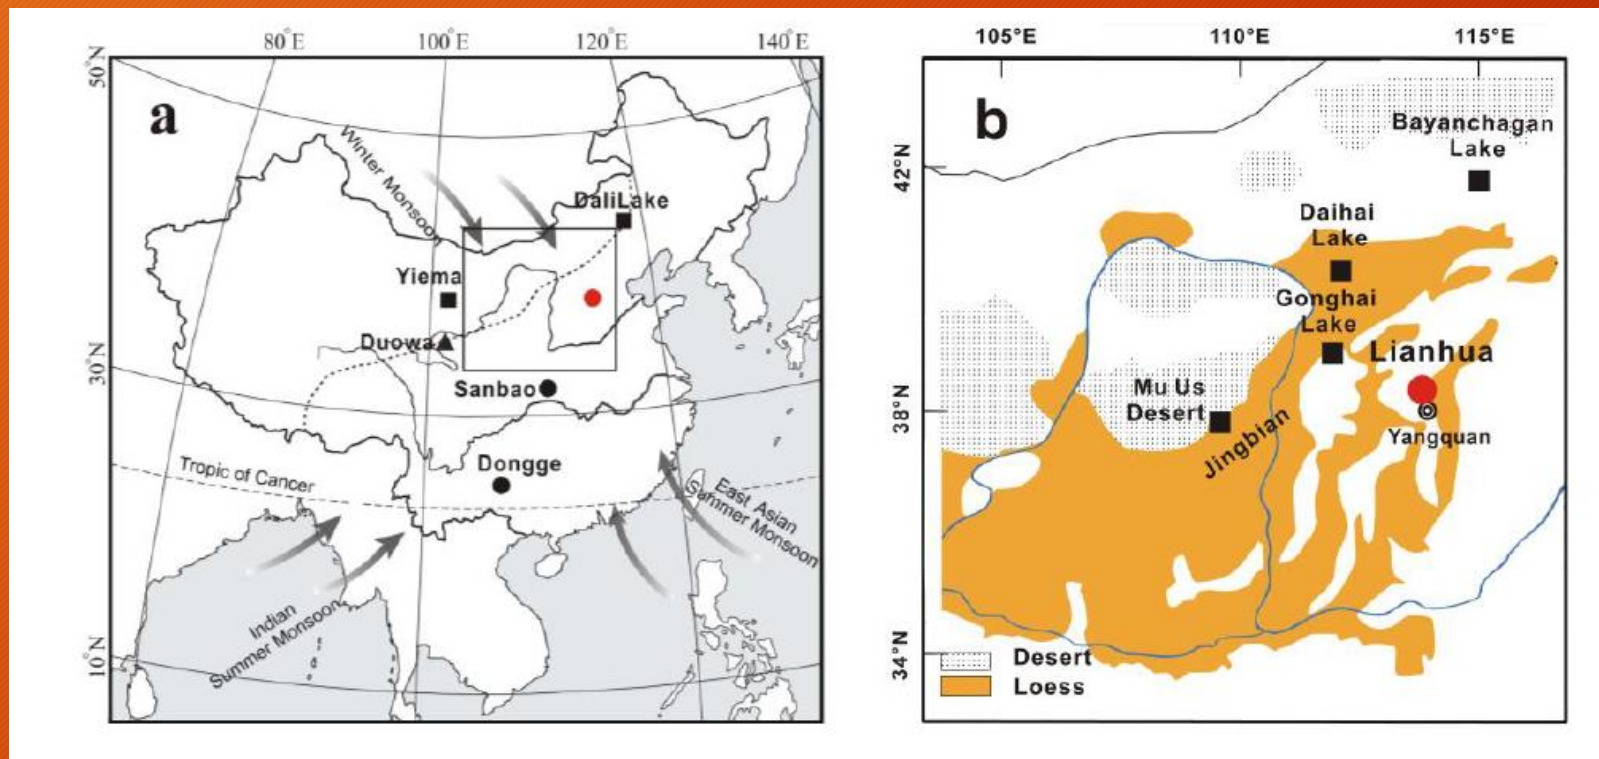 80°E 100°E 120°E 140°E
50°N
30°N
10°N
a
Winter Monsoon
DaliLake
Yiema
Duowa
Sanbao
Dongge
Tropic of Cancer
East Asian
Summer Monsoon
Indian
Summer Monsoon
105°E 110°E 115°E
42°N
38°N
34°N
b
Bayanchagan
Lake
Daihai
Lake
Gonghai
Lake
Lianhua
Mu Us
Desert
Jingbian
Yangquan
Desert
Loess